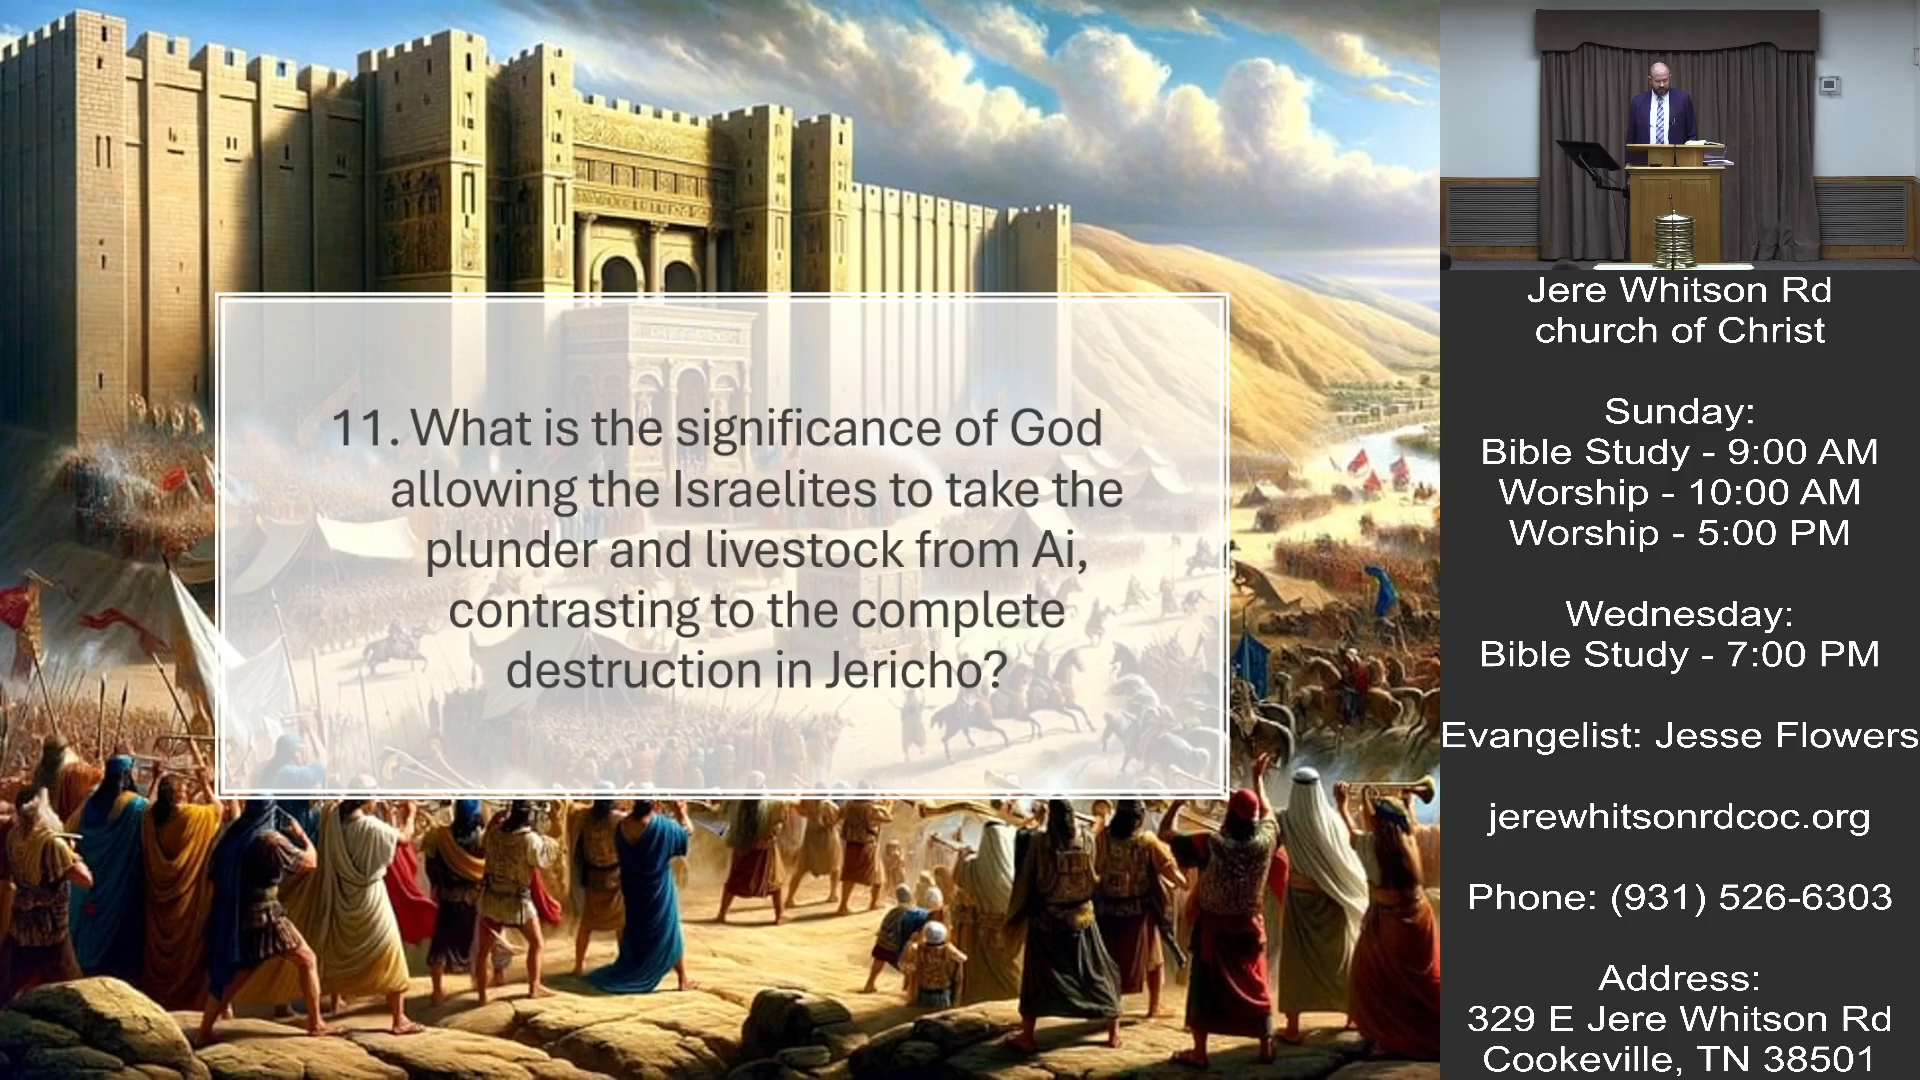 11. What is the significance of God
allowing the Israelites to take the
plunder and livestock from Ai,
contrasting to the complete
destruction in Jericho?
Jere Whitson Rd
church of Christ
Sunday:
Bible Study - 9:00 AM
Worship - 10:00 AM
Worship - 5:00 PM
Wednesday:
Bible Study - 7:00 PM
Evangelist: Jesse Flowers
jerewhitsonrdcoc.org
Phone: (931) 526-6303
Address:
329 E Jere Whitson Rd
Cookeville, TN 38501